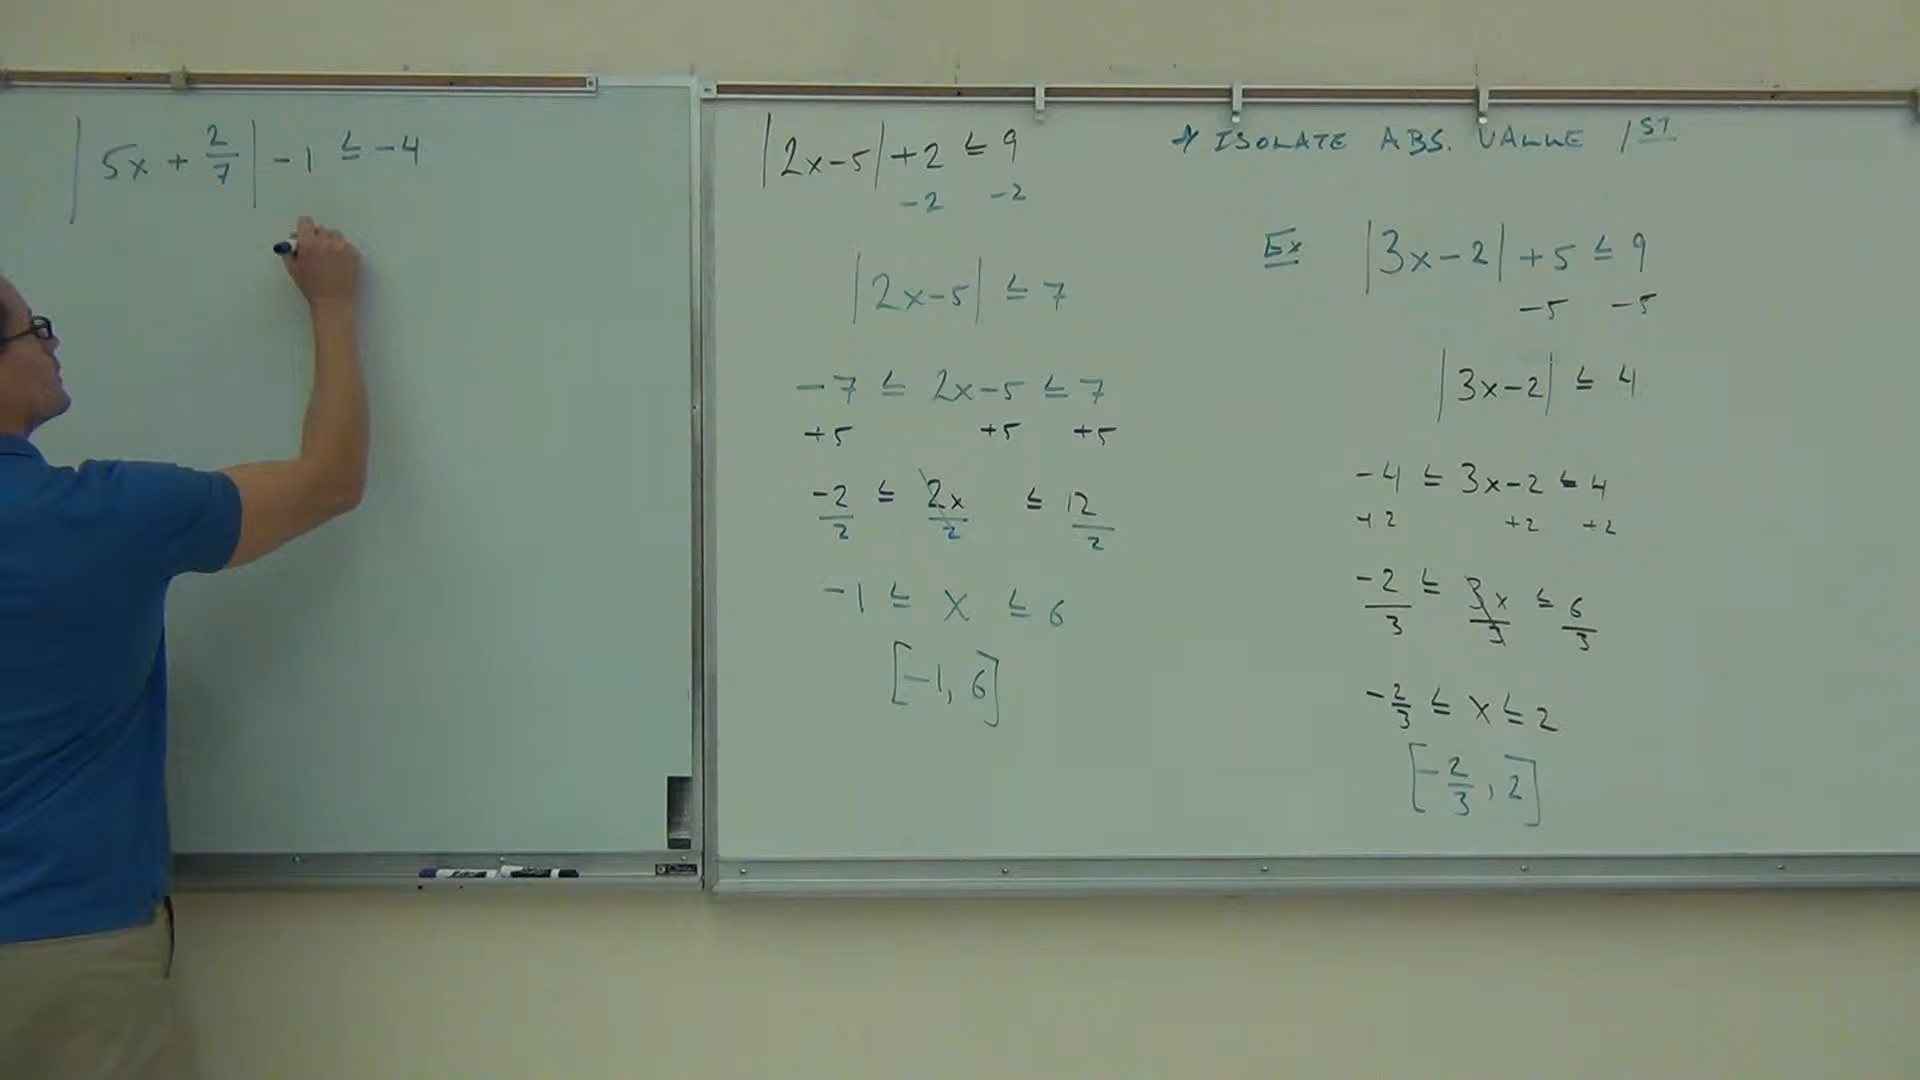 |5x + 2/7| - 1 ≤ -4
|2x-5| + 2 ≤ 9
-2 -2
|2x-5| ≤ 7
-7 ≤ 2x-5 ≤ 7
+5 +5 +5
-2/2 ≤ 2x/2 ≤ 12/2
-1 ≤ x ≤ 6
[-1, 6]
→ ISOLATE ABS. VALUE 1ST
Ex |3x-2| + 5 ≤ 9
-5 -5
|3x-2| ≤ 4
-4 ≤ 3x-2 ≤ 4
+2 +2 +2
-2/3 ≤ 3x/3 ≤ 6/3
-2/3 ≤ x ≤ 2
[-2/3, 2]